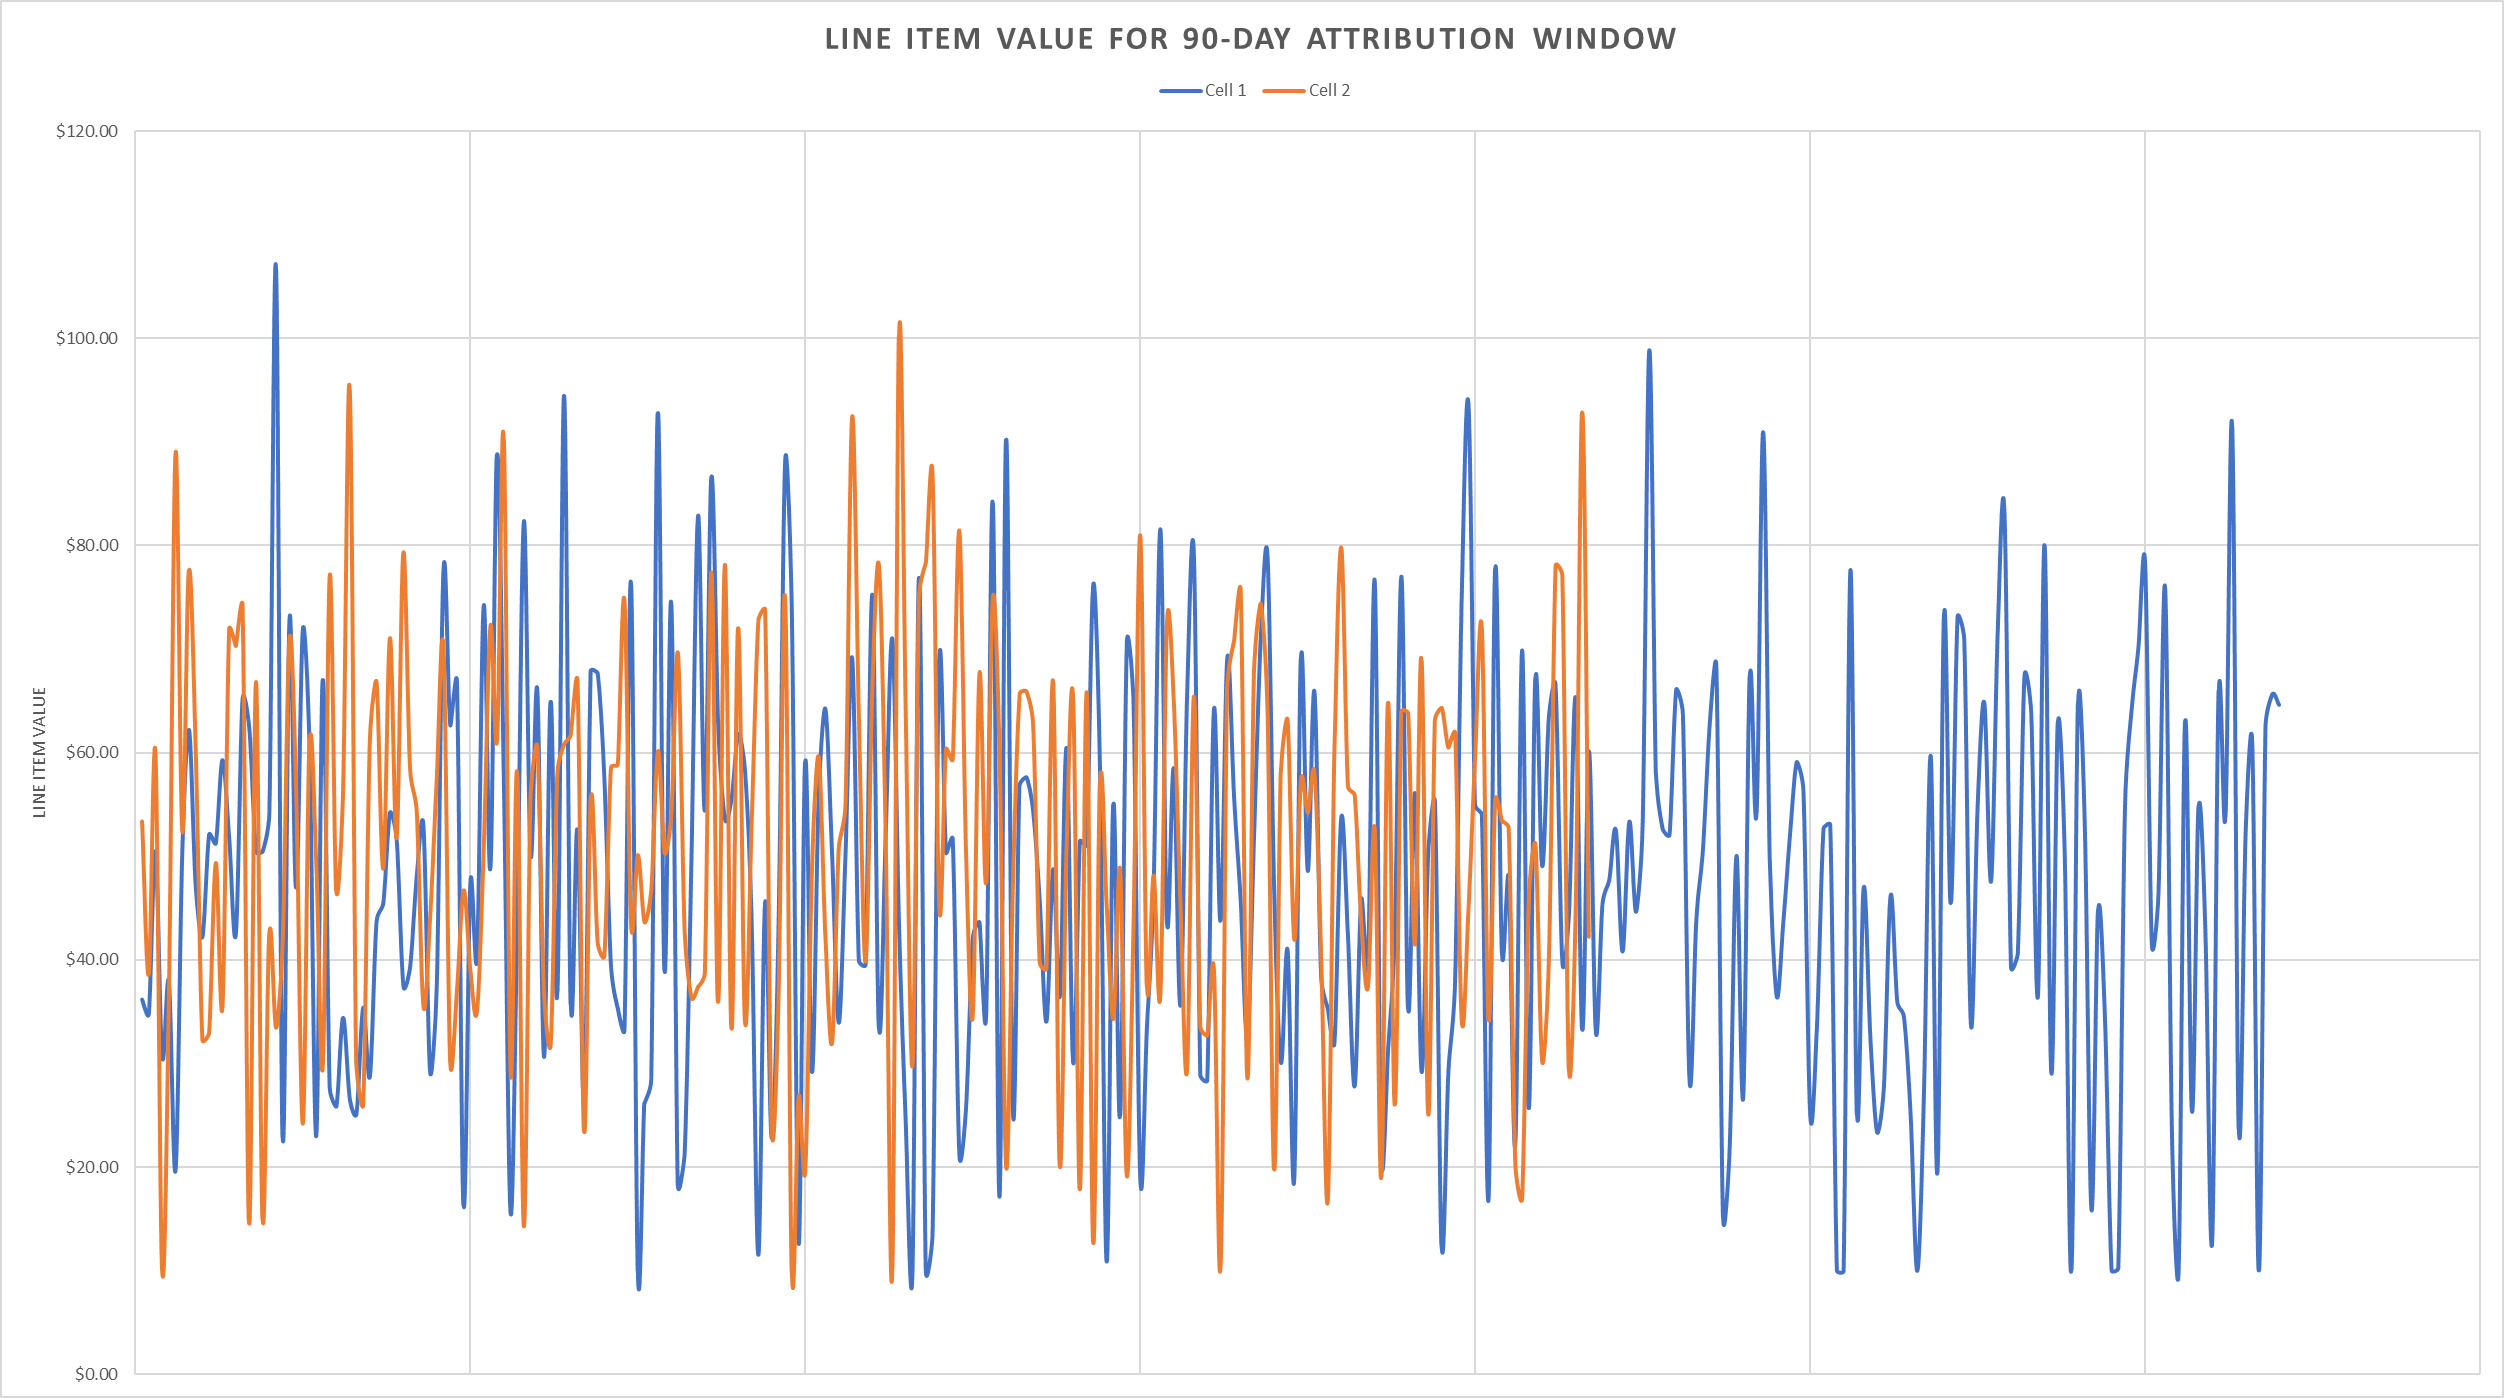 LINE ITEM VALUE FOR 90-DAY ATTRIBUTION WINDOW
Cell 1 Cell 2
$120.00
$100.00
$80.00
$60.00
$40.00
$20.00
$0.00
LINE ITEM VALUE